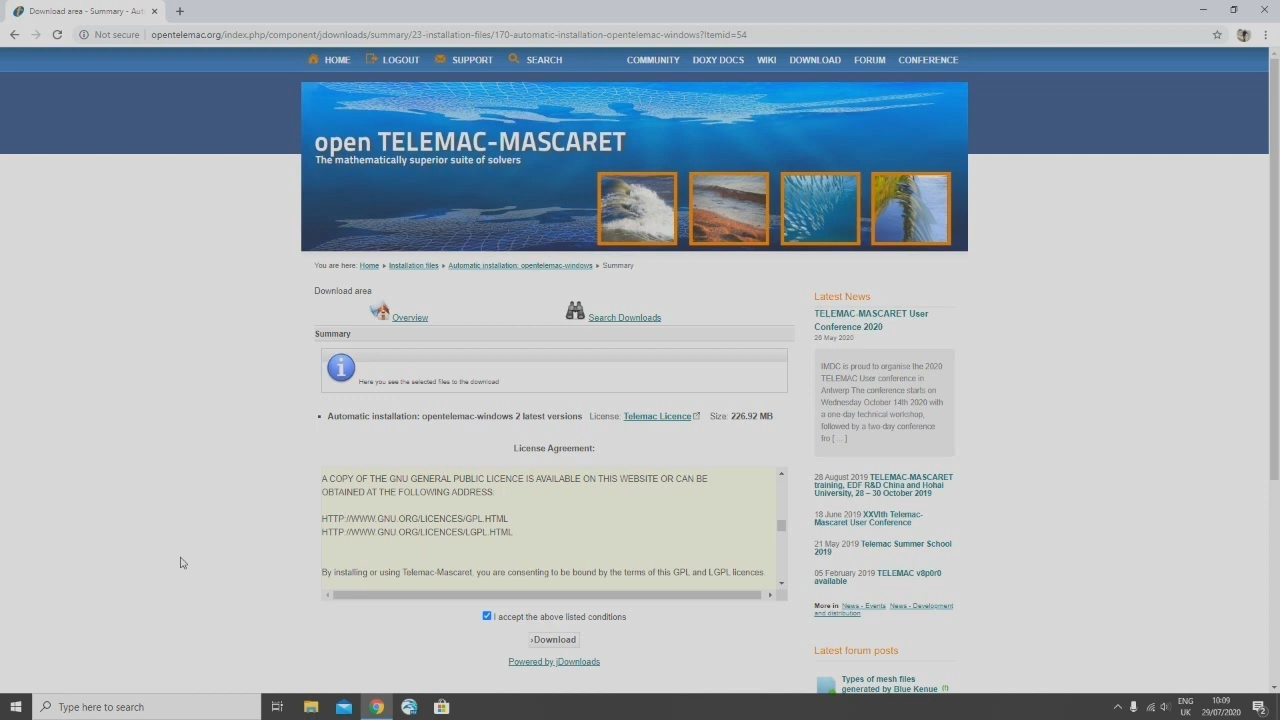 Download area - Summary - Aut
Not secure | opentelemac.org/index.php/component/jdownloads/summary/23-installation-files/170-automatic-installation-opentelemac-windows?Itemid=54
HOME LOGOUT SUPPORT SEARCH COMMUNITY DOXY DOCS WIKI DOWNLOAD FORUM CONFERENCE
open TELEMAC-MASCARET
The mathematically superior suite of solvers
You are here: Home ▸ Installation files ▸ Automatic installation: opentelemac-windows ▸ Summary
Download area
Overview Search Downloads
Summary
Here you see the selected files to the download
Automatic installation: opentelemac-windows 2 latest versions License: Telemac Licence Size: 226.92 MB
License Agreement:
A COPY OF THE GNU GENERAL PUBLIC LICENCE IS AVAILABLE ON THIS WEBSITE OR CAN BE
OBTAINED AT THE FOLLOWING ADDRESS:
HTTP://WWW.GNU.ORG/LICENCES/GPL.HTML
HTTP://WWW.GNU.ORG/LICENCES/LGPL.HTML
By installing or using Telemac-Mascaret, you are consenting to be bound by the terms of this GPL and LGPL licences
I accept the above listed conditions
›Download
Powered by jDownloads
Latest News
TELEMAC-MASCARET User
Conference 2020
28 May 2020
IMDC is proud to organise the 2020
TELEMAC User conference in
Antwerp The conference starts on
Wednesday October 14th 2020 with
a one-day technical workshop,
followed by a two-day conference
fro [ ... ]
28 August 2019 TELEMAC-MASCARET
training, EDF R&D China and Hohai
University, 28 – 30 October 2019
18 June 2019 XXVIth Telemac-
Mascaret User Conference
21 May 2019 Telemac Summer School
2019
05 February 2019 TELEMAC v8p0r0
available
More in News - Events News - Development
and distribution
Latest forum posts
Types of mesh files
generated by Blue Kenue (1)
Type here to search
ENG
UK
10:09
29/07/2020
2